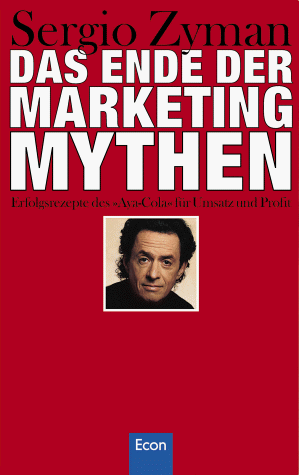 Sergio Zyman
DAS ENDE DER
MARKETING
MYTHEN
Erfolgsrezepte des «Aya-Cola» für Umsatz und Profit
Econ